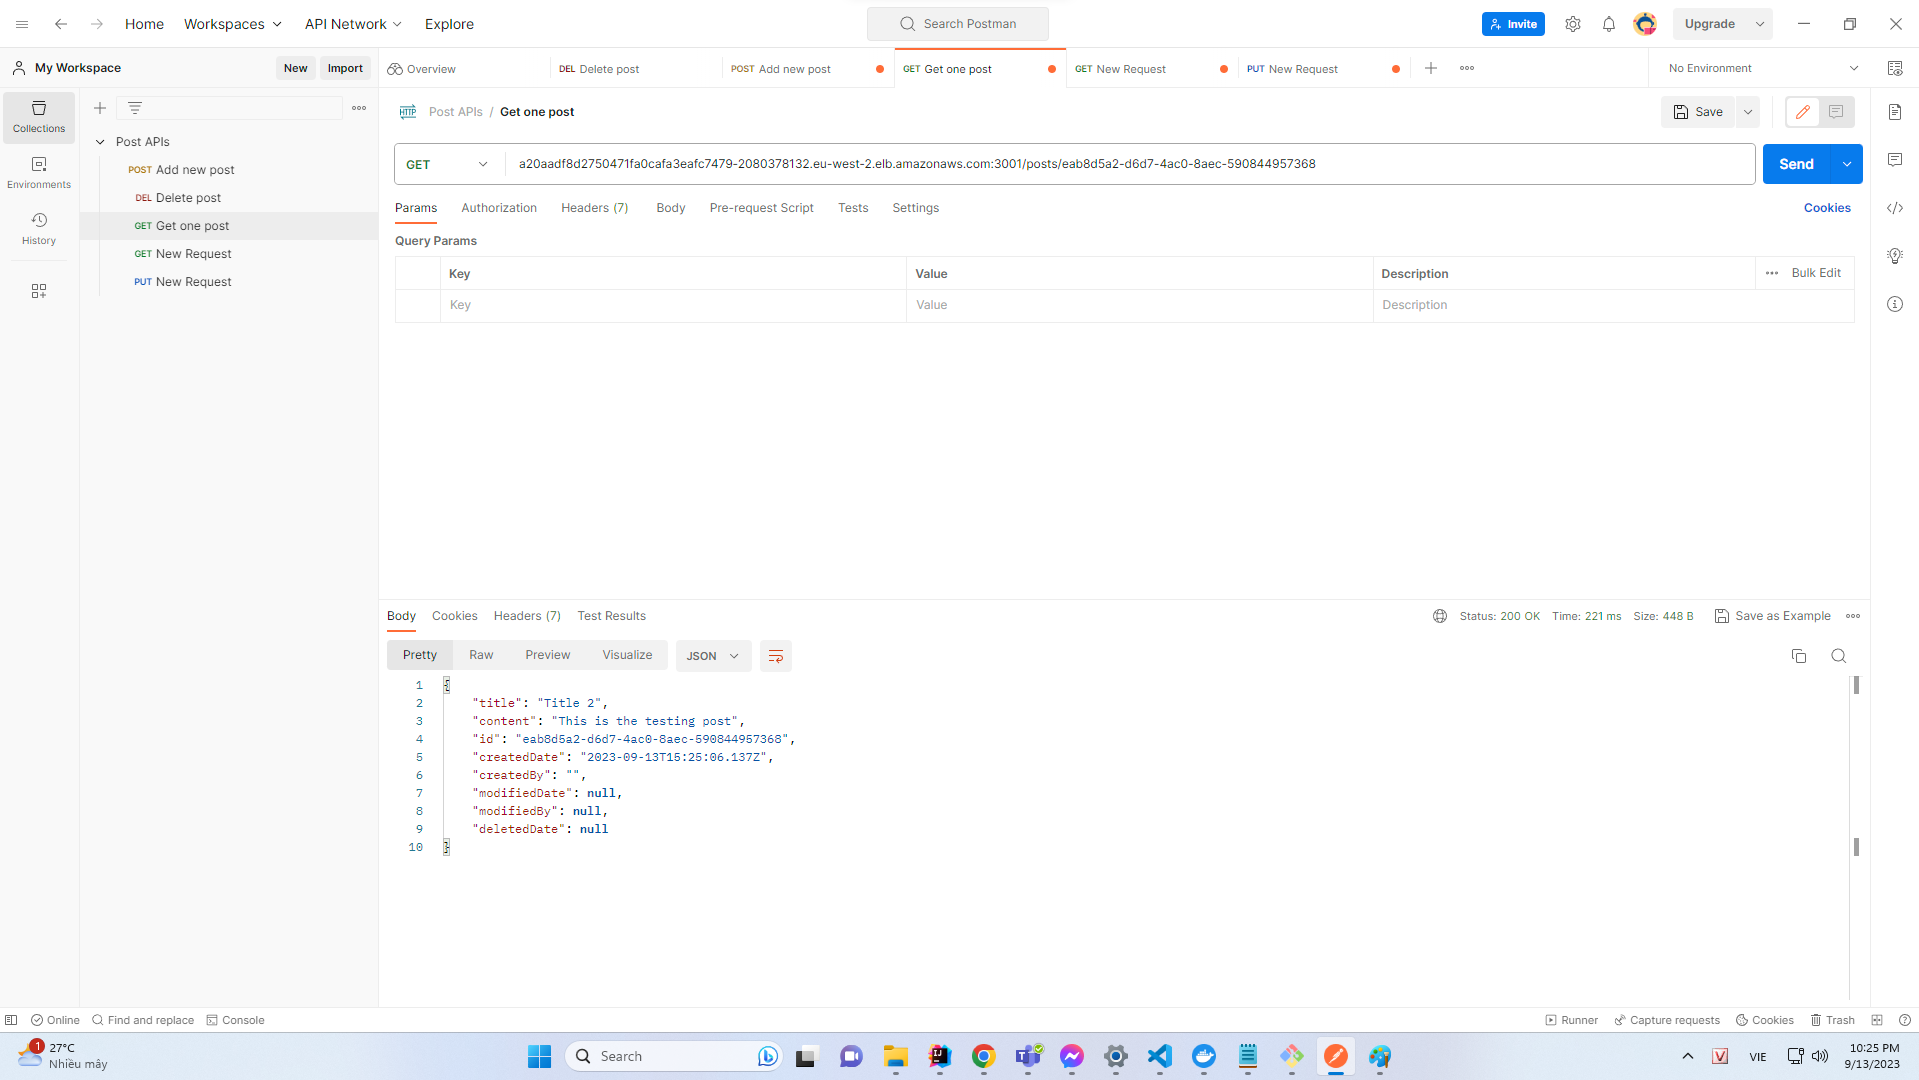 Home Workspaces API Network Explore Search Postman Invite Upgrade
My Workspace New Import Overview DEL Delete post POST Add new post GET Get one post GET New Request PUT New Request No Environment
Collections
Environments
History
Post APIs
POST Add new post
DEL Delete post
GET Get one post
GET New Request
PUT New Request
HTTP Post APIs / Get one post Save
GET a20aadf8d2750471fa0cafa3eafc7479-2080378132.eu-west-2.elb.amazonaws.com:3001/posts/eab8d5a2-d6d7-4ac0-8aec-590844957368 Send
Params Authorization Headers (7) Body Pre-request Script Tests Settings Cookies
Query Params
Key Value Description Bulk Edit
Key Value Description
Body Cookies Headers (7) Test Results Status: 200 OK Time: 221 ms Size: 448 B Save as Example
Pretty Raw Preview Visualize JSON
1 {
2 "title": "Title 2",
3 "content": "This is the testing post",
4 "id": "eab8d5a2-d6d7-4ac0-8aec-590844957368",
5 "createdDate": "2023-09-13T15:25:06.137Z",
6 "createdBy": "",
7 "modifiedDate": null,
8 "modifiedBy": null,
9 "deletedDate": null
10 }
Online Find and replace Console Runner Capture requests Cookies Trash
1 27°C
Nhiều mây
Search
VIE
10:25 PM
9/13/2023